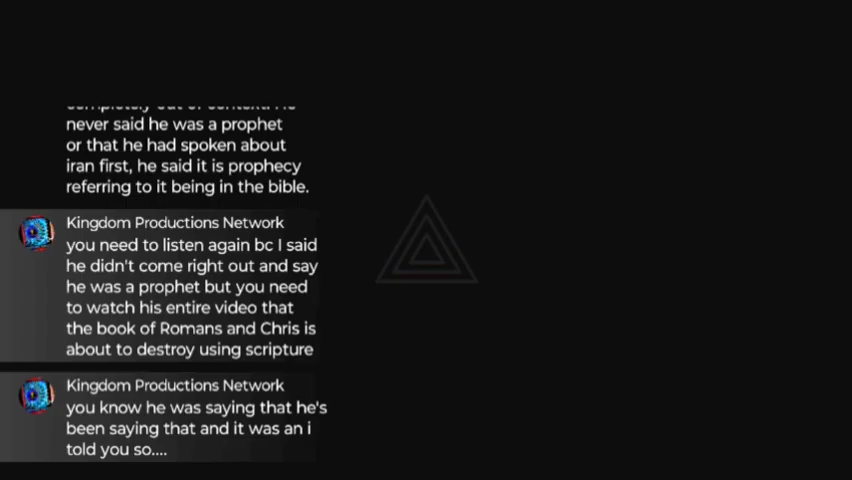 never said he was a prophet
or that he had spoken about
iran first, he said it is prophecy
referring to it being in the bible.
Kingdom Productions Network
you need to listen again bc I said
he didn't come right out and say
he was a prophet but you need
to watch his entire video that
the book of Romans and Chris is
about to destroy using scripture
Kingdom Productions Network
you know he was saying that he's
been saying that and it was an i
told you so....